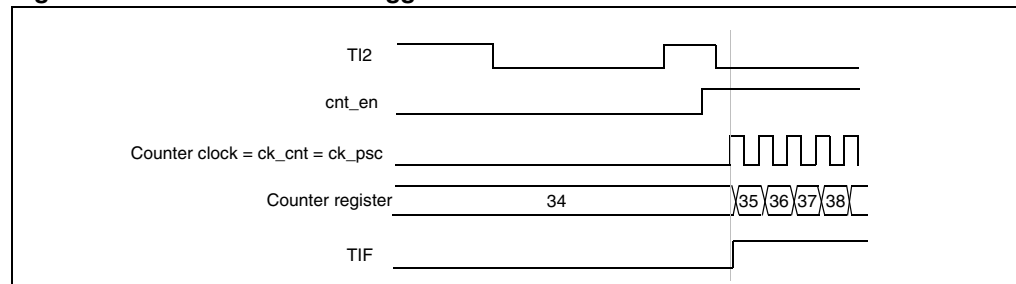 TI2
cnt_en
Counter clock = ck_cnt = ck_psc
Counter register 34 35 36 37 38
TIF